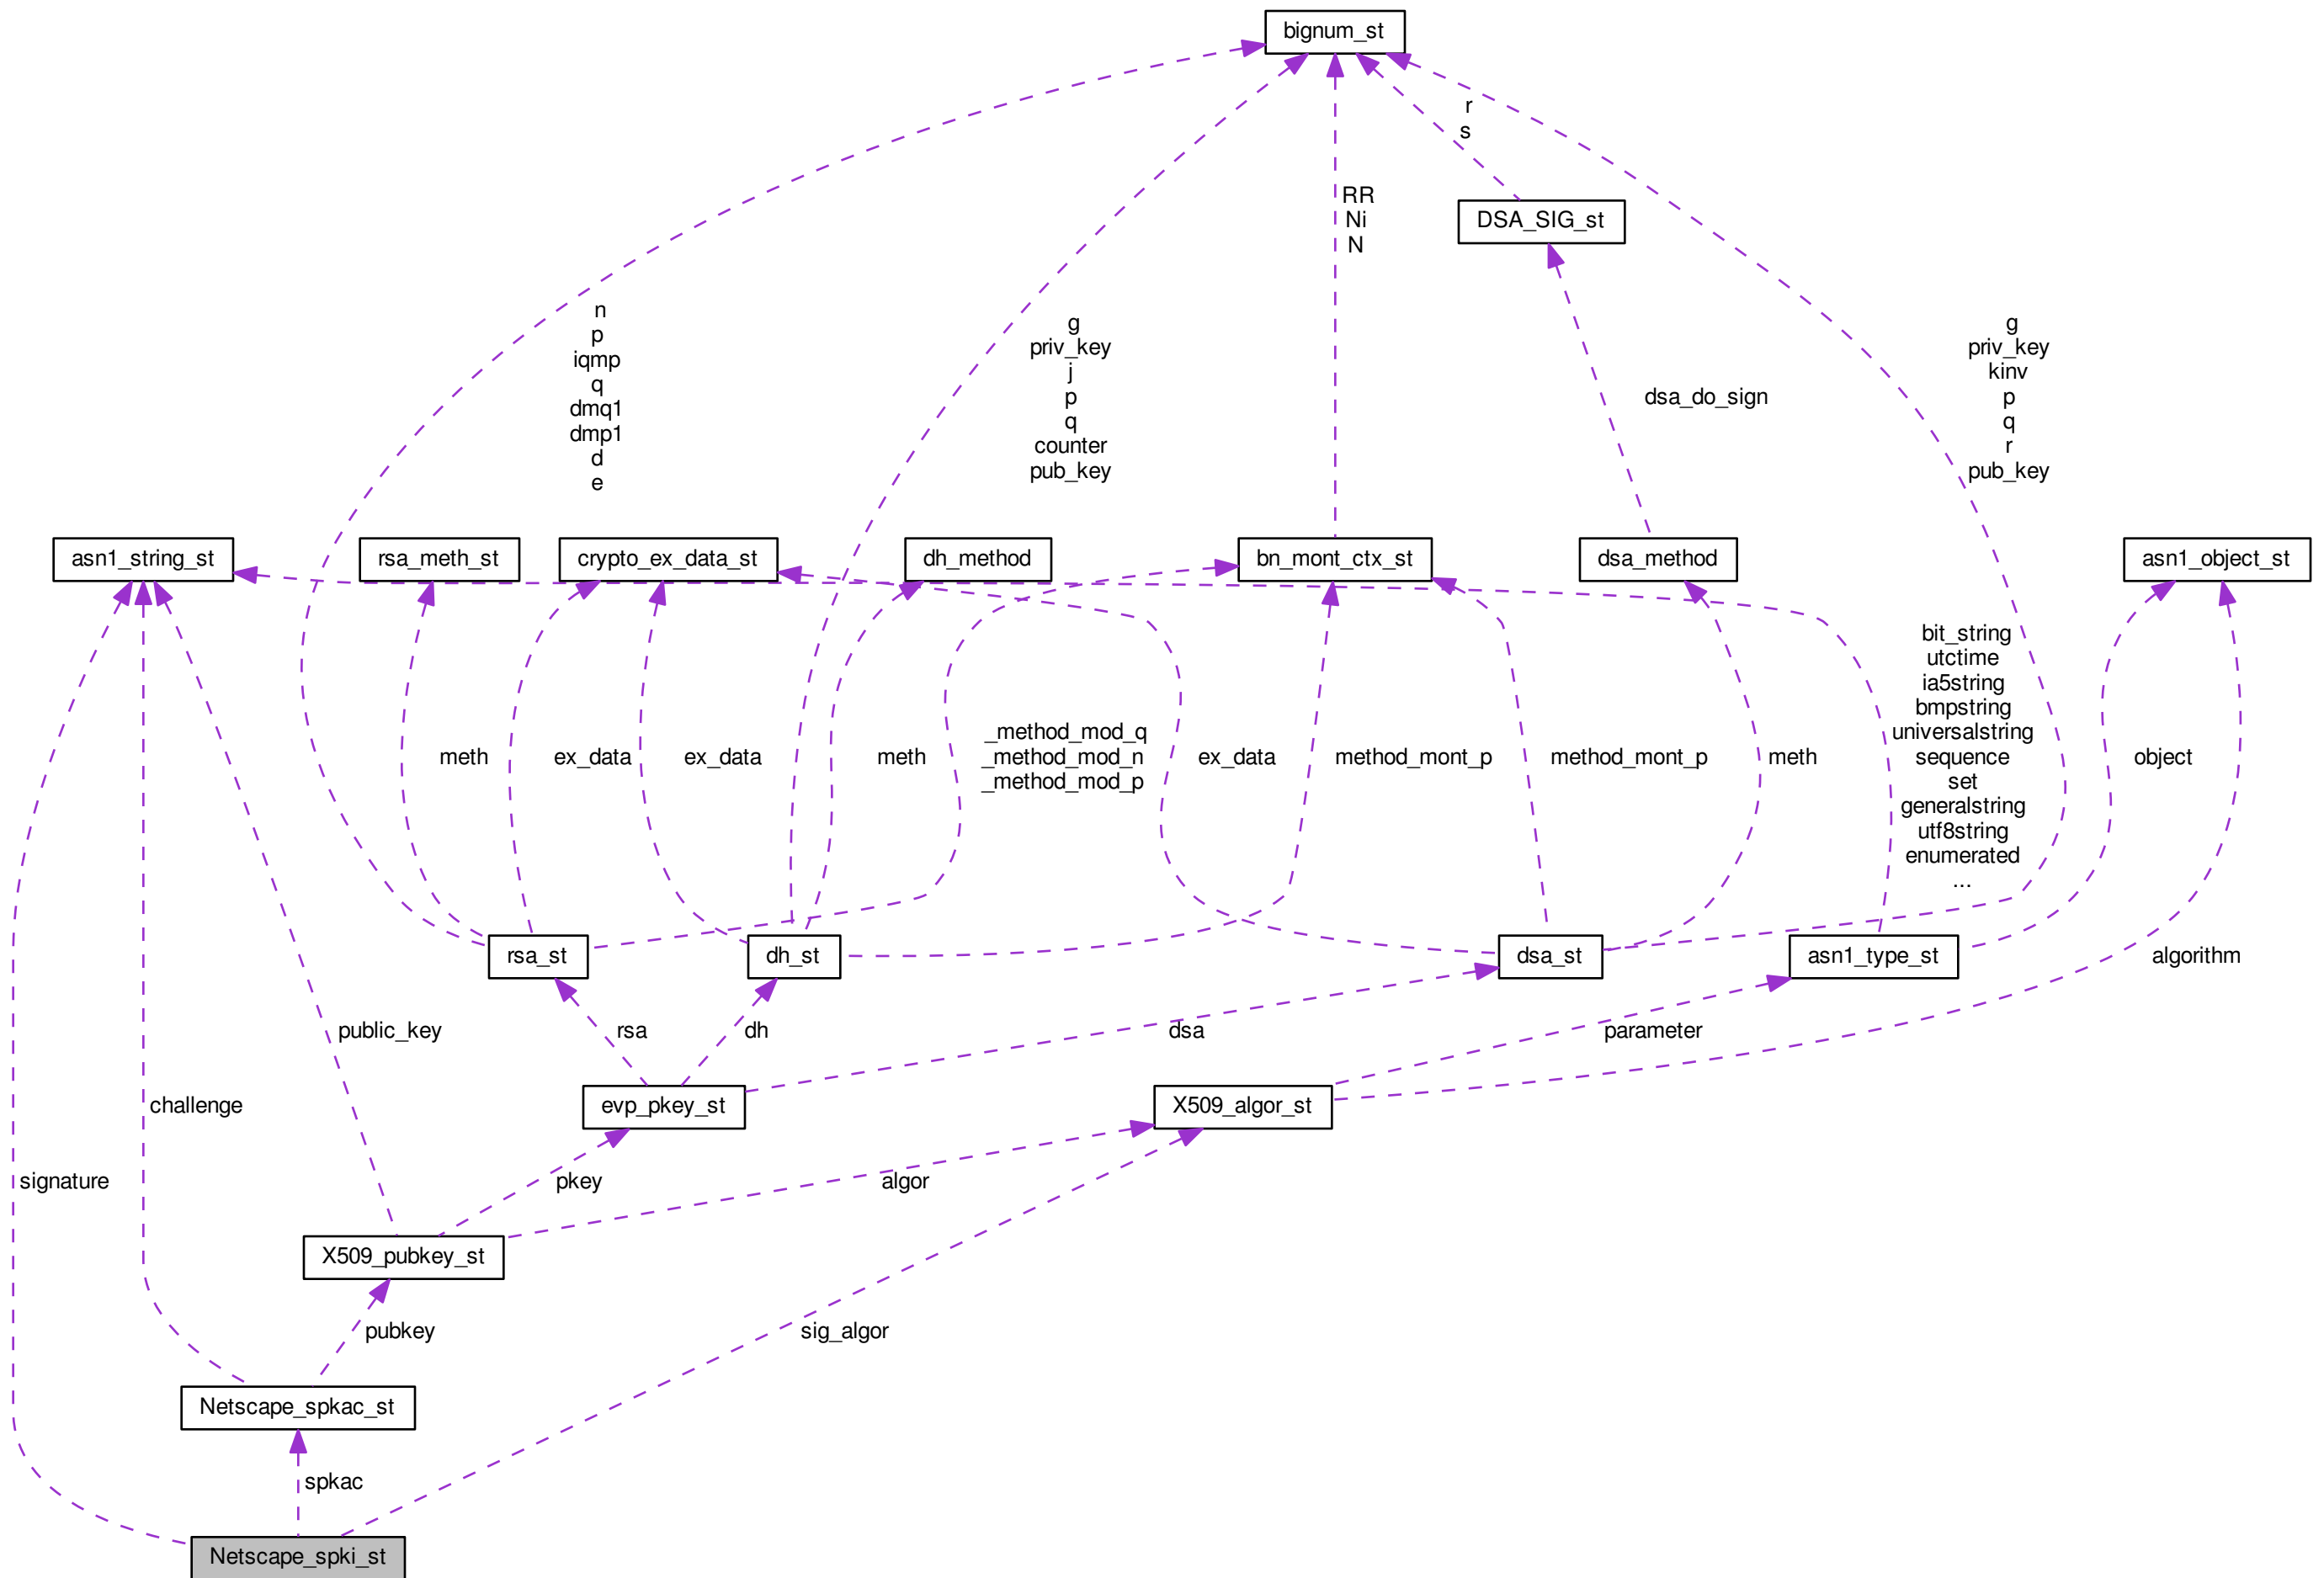 bignum_st
r
s
RR
Ni
N
DSA_SIG_st
n
p
iqmp
q
dmq1
dmp1
d
e
g
priv_key
j
p
q
counter
pub_key
dsa_do_sign
g
priv_key
kinv
p
q
r
pub_key
asn1_string_st
rsa_meth_st
crypto_ex_data_st
dh_method
bn_mont_ctx_st
dsa_method
asn1_object_st
meth
ex_data
ex_data
meth
_method_mod_q
_method_mod_n
_method_mod_p
ex_data
method_mont_p
method_mont_p
meth
bit_string
utctime
ia5string
bmpstring
universalstring
sequence
set
generalstring
utf8string
enumerated
...
object
rsa_st
dh_st
dsa_st
asn1_type_st
algorithm
public_key
rsa
dh
dsa
parameter
challenge
evp_pkey_st
X509_algor_st
signature
pkey
algor
X509_pubkey_st
pubkey
sig_algor
Netscape_spkac_st
spkac
Netscape_spki_st